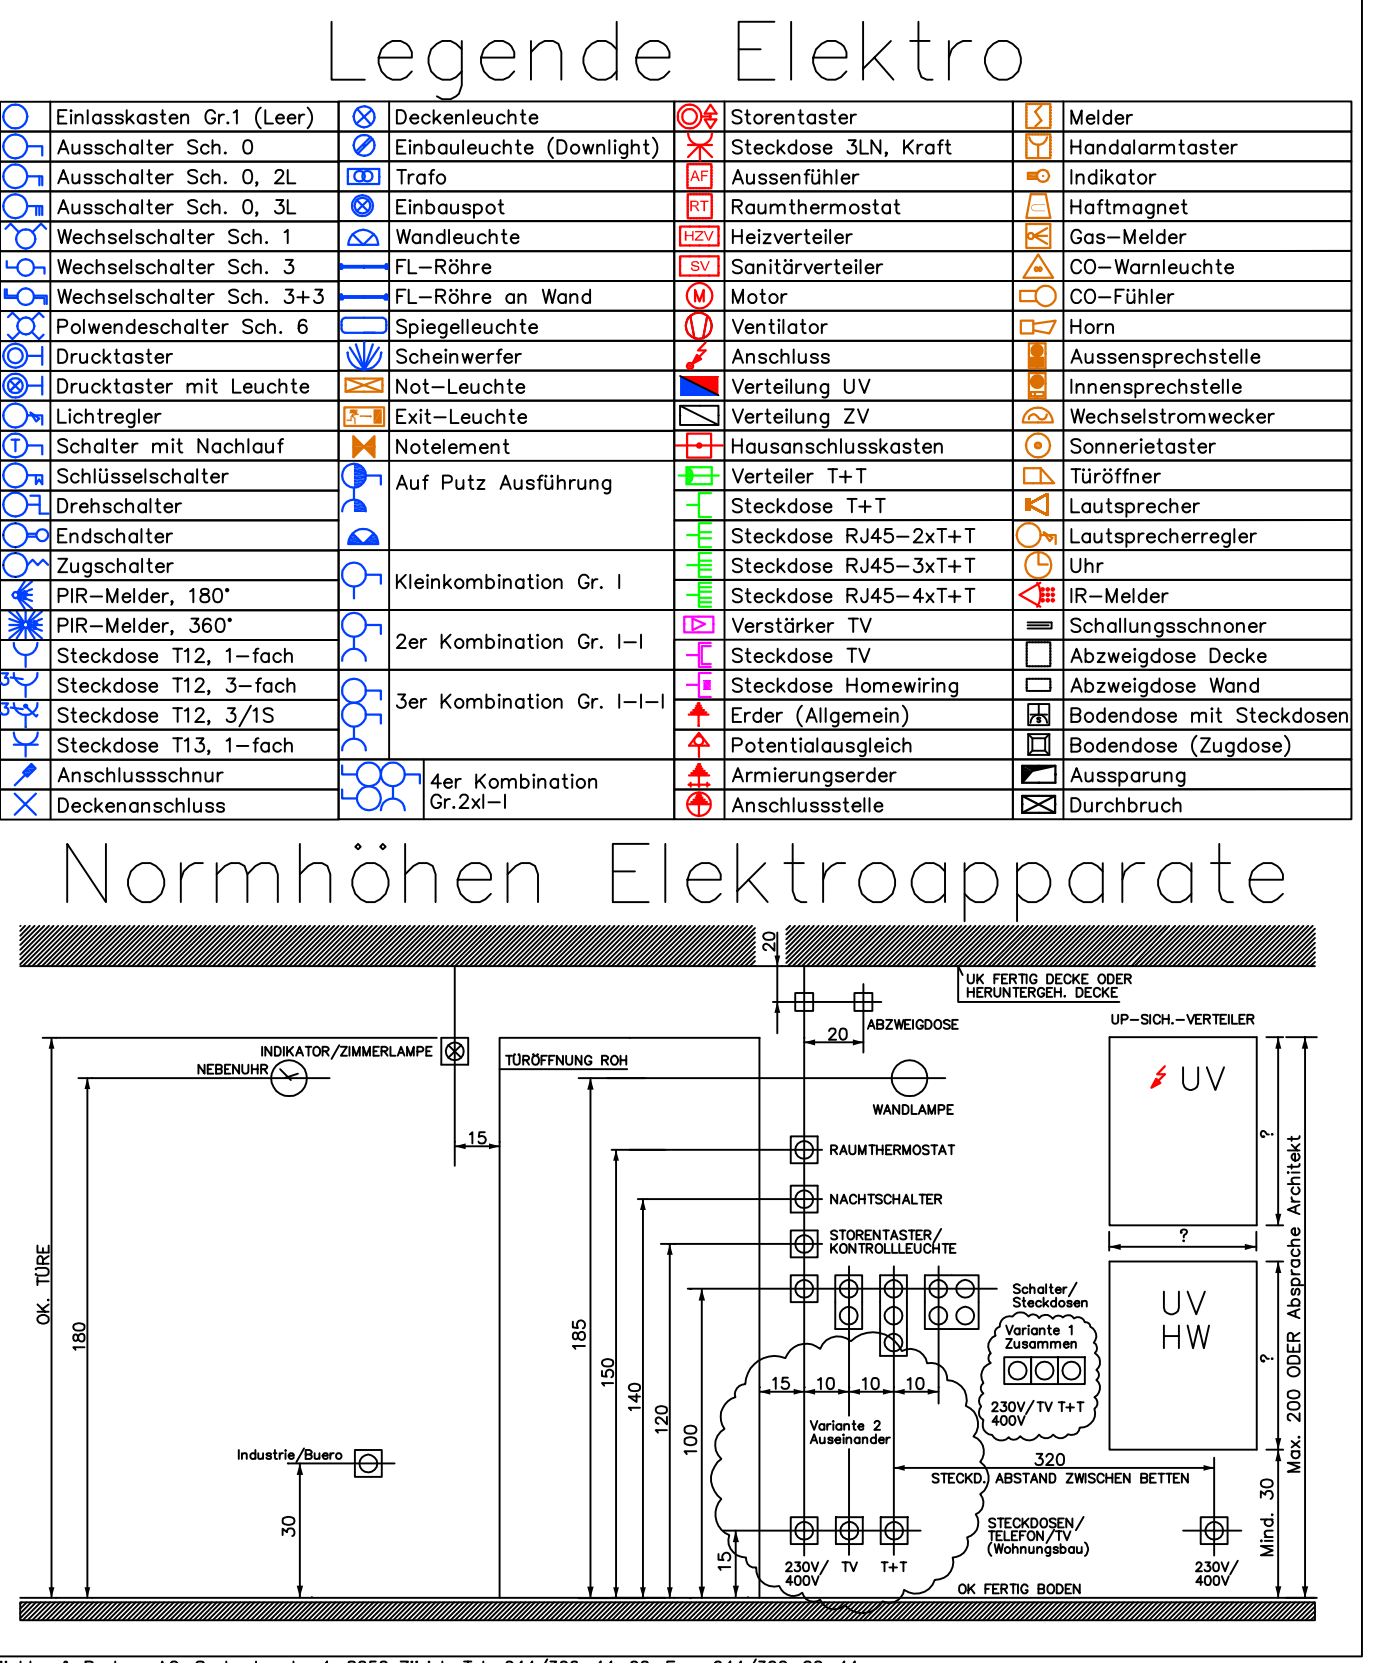 Legende Elektro
Einlasskasten Gr.1 (Leer)
Ausschalter Sch. 0
Ausschalter Sch. 0, 2L
Ausschalter Sch. 0, 3L
Wechselschalter Sch. 1
Wechselschalter Sch. 3
Wechselschalter Sch. 3+3
Polwendeschalter Sch. 6
Drucktaster
Drucktaster mit Leuchte
Lichtregler
T Schalter mit Nachlauf
Schlüsselschalter
Drehschalter
Endschalter
Zugschalter
PIR-Melder, 180°
PIR-Melder, 360°
Steckdose T12, 1-fach
3 Steckdose T12, 3-fach
3 Steckdose T12, 3/1S
Steckdose T13, 1-fach
Anschlussschnur
Deckenanschluss
Deckenleuchte
Einbauleuchte (Downlight)
Trafo
Einbauspot
Wandleuchte
FL-Röhre
FL-Röhre an Wand
Spiegelleuchte
Scheinwerfer
Not-Leuchte
Exit-Leuchte
Notelement
Auf Putz Ausführung
Kleinkombination Gr. I
2er Kombination Gr. I-I
3er Kombination Gr. I-I-I
4er Kombination
Gr.2xI-I
Storentaster
Steckdose 3LN, Kraft
AF Aussenfühler
RT Raumthermostat
HZV Heizverteiler
SV Sanitärverteiler
M Motor
Ventilator
Anschluss
Verteilung UV
Verteilung ZV
Hausanschlusskasten
Verteiler T+T
Steckdose T+T
Steckdose RJ45-2xT+T
Steckdose RJ45-3xT+T
Steckdose RJ45-4xT+T
Verstärker TV
Steckdose TV
Steckdose Homewiring
Erder (Allgemein)
Potentialausgleich
Armierungserder
Anschlussstelle
Melder
Handalarmtaster
Indikator
Haftmagnet
Gas-Melder
CO-Warnleuchte
CO-Fühler
Horn
Aussensprechstelle
Innensprechstelle
Wechselstromwecker
Sonnerietaster
Türöffner
Lautsprecher
Lautsprecherregler
Uhr
IR-Melder
Schallungsschnoner
Abzweigdose Decke
Abzweigdose Wand
Bodendose mit Steckdosen
Bodendose (Zugdose)
Aussparung
Durchbruch
Normhöhen Elektroapparate
20
UK FERTIG DECKE ODER
HERUNTERGEH. DECKE
ABZWEIGDOSE
20
UP-SICH.-VERTEILER
INDIKATOR/ZIMMERLAMPE
NEBENUHR
TÜRÖFFNUNG ROH
UV
WANDLAMPE
15
RAUMTHERMOSTAT
NACHTSCHALTER
STORENTASTER/
KONTROLLLEUCHTE
?
?
Schalter/
Steckdosen
Variante 1
Zusammen
230V/ TV T+T
400V
UV
HW
?
Max. 200 ODER Absprache Architekt
OK. TÜRE
180
185
150
140
120
100
15 10 10 10
Variante 2
Auseinander
320
STECKD. ABSTAND ZWISCHEN BETTEN
Industrie/Buero
30
Mind. 30
STECKDOSEN/
TELEFON/TV
(Wohnungsbau)
15
230V/ TV T+T
400V
230V/
400V
OK FERTIG BODEN